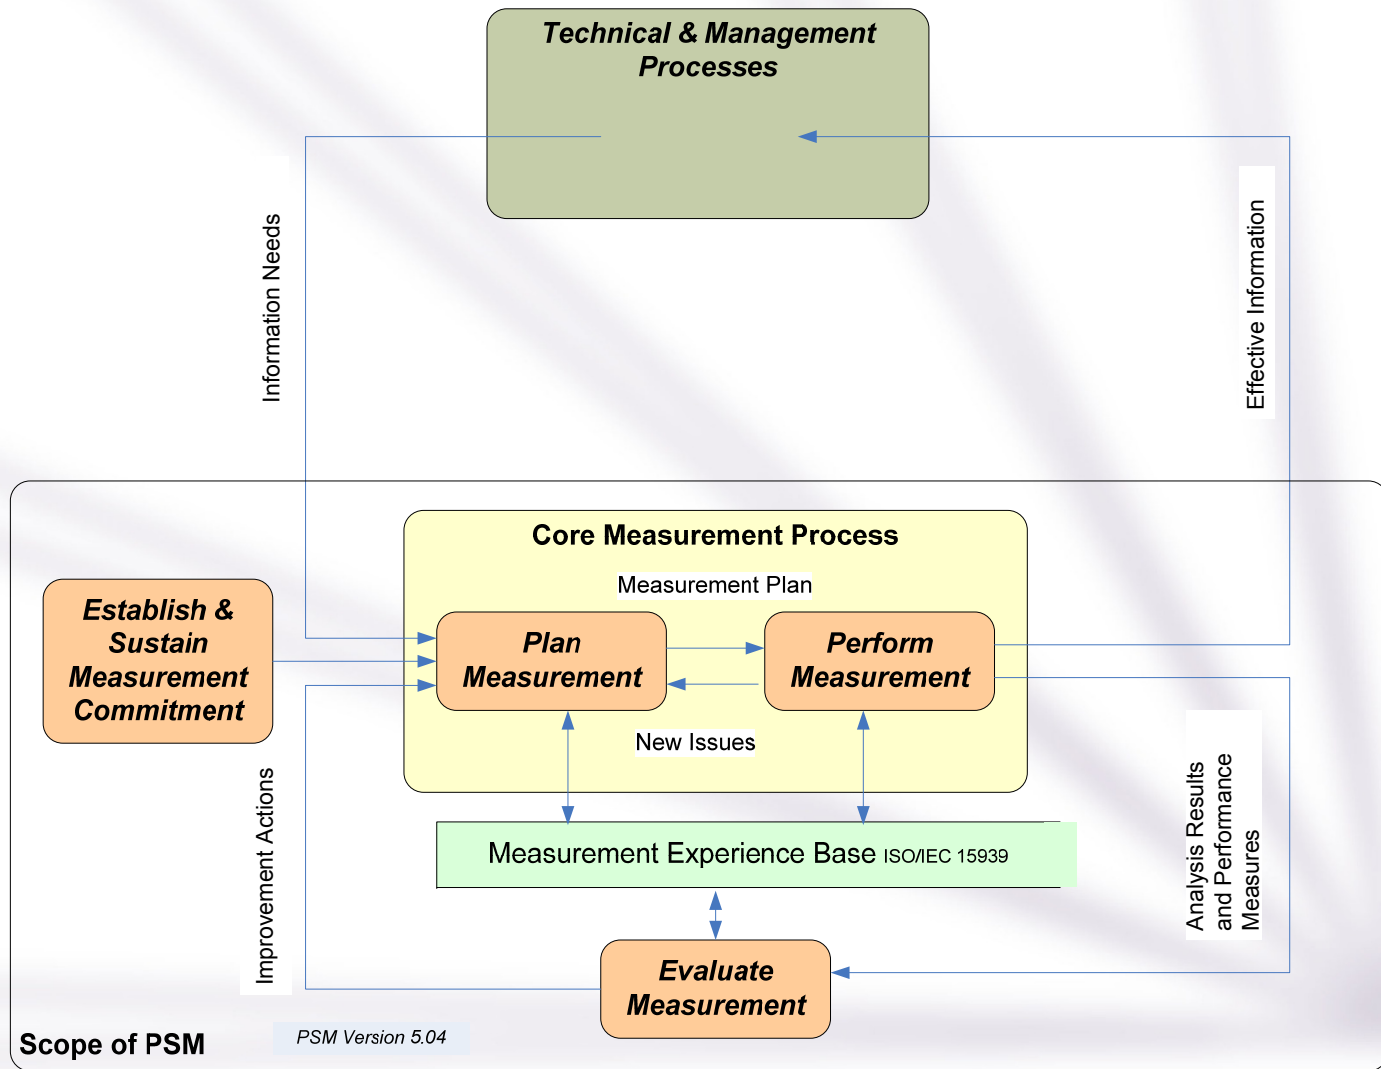 Technical & Management
Processes
Information Needs
Effective Information
Core Measurement Process
Measurement Plan
Establish &
Sustain
Measurement
Commitment
Plan
Measurement
Perform
Measurement
New Issues
Improvement Actions
Analysis Results
and Performance
Measures
Measurement Experience Base ISO/IEC 15939
Evaluate
Measurement
Scope of PSM
PSM Version 5.04